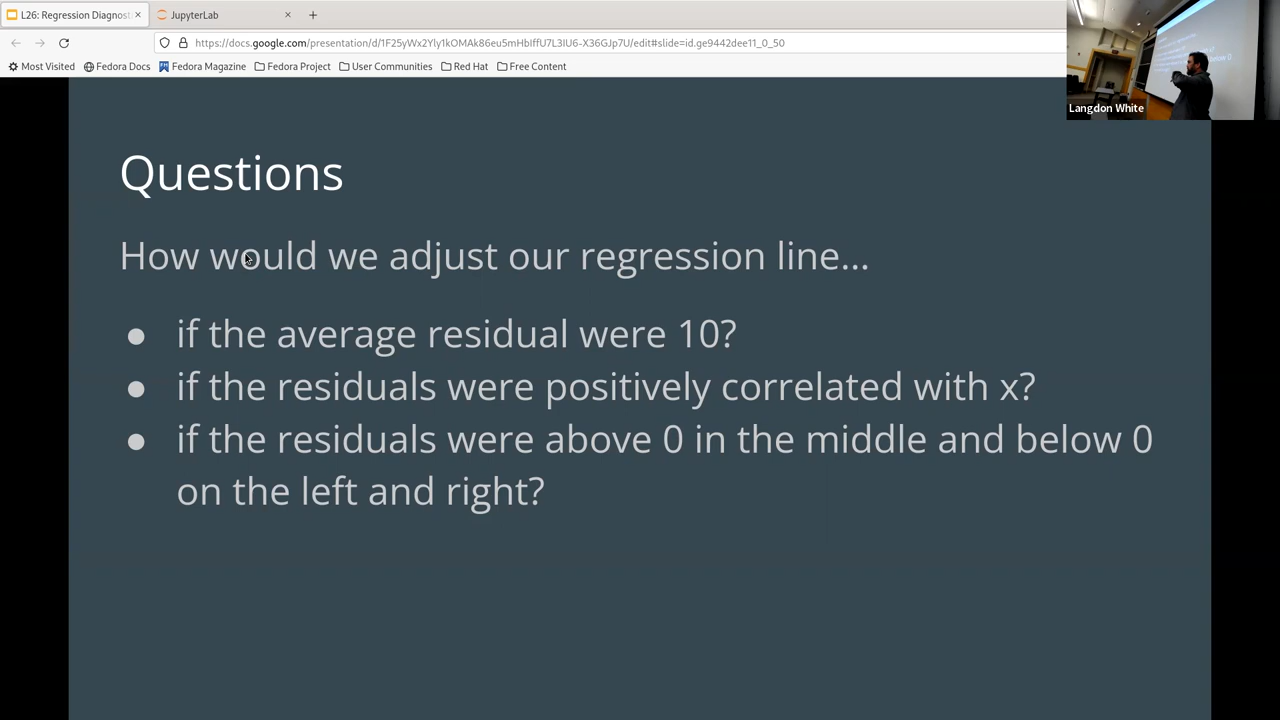 L26: Regression Diagnost
JupyterLab
https://docs.google.com/presentation/d/1F25yWx2Yly1kOMAk86eu5mHbIffU7L3IU6-X36GJp7U/edit#slide=id.ge9442dee11_0_50
Most Visited Fedora Docs Fedora Magazine Fedora Project User Communities Red Hat Free Content
Langdon White
Questions
How would we adjust our regression line...
● if the average residual were 10?
● if the residuals were positively correlated with x?
● if the residuals were above 0 in the middle and below 0
on the left and right?